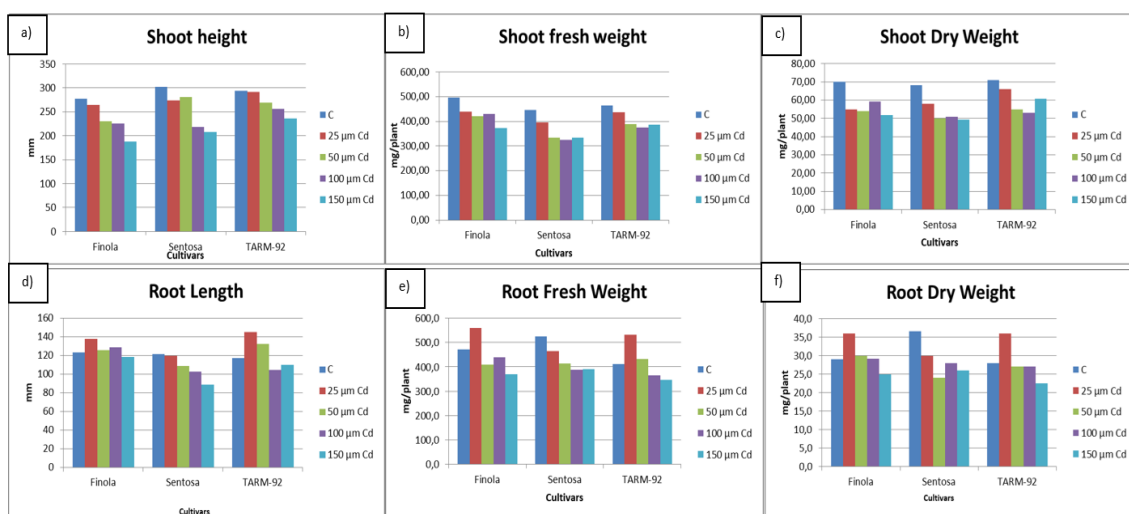 a)
Shoot height
350
300
250
200
150
100
50
0
mm
Finola Sentosa TARM-92
Cultivars
C
25 µm Cd
50 µm Cd
100 µm Cd
150 µm Cd
b)
Shoot fresh weight
600,00
500,00
400,00
300,00
200,00
100,00
0,00
mg/plant
Finola Sentosa TARM-92
Cultivars
C
25 µm Cd
50 µm Cd
100 µm Cd
150 µm Cd
c)
Shoot Dry Weight
80,00
70,00
60,00
50,00
40,00
30,00
20,00
10,00
0,00
mg/plant
Finola Sentosa TARM-92
Cultivars
C
25 µm Cd
50 µm Cd
100 µm Cd
150 µm Cd
d)
Root Length
160
140
120
100
80
60
40
20
0
mm
Finola Sentosa TARM-92
Cultivars
C
25 µm Cd
50 µm Cd
100 µm Cd
150 µm Cd
e)
Root Fresh Weight
600,0
500,0
400,0
300,0
200,0
100,0
0,0
mg/plant
Finola Sentosa TARM-92
Cultivars
C
25 µm Cd
50 µm Cd
100 µm Cd
150 µm Cd
f)
Root Dry Weight
40,0
35,0
30,0
25,0
20,0
15,0
10,0
5,0
0,0
mg/plant
Finola Sentosa TARM-92
Cultivars
C
25 µm Cd
50 µm Cd
100 µm Cd
150 µm Cd